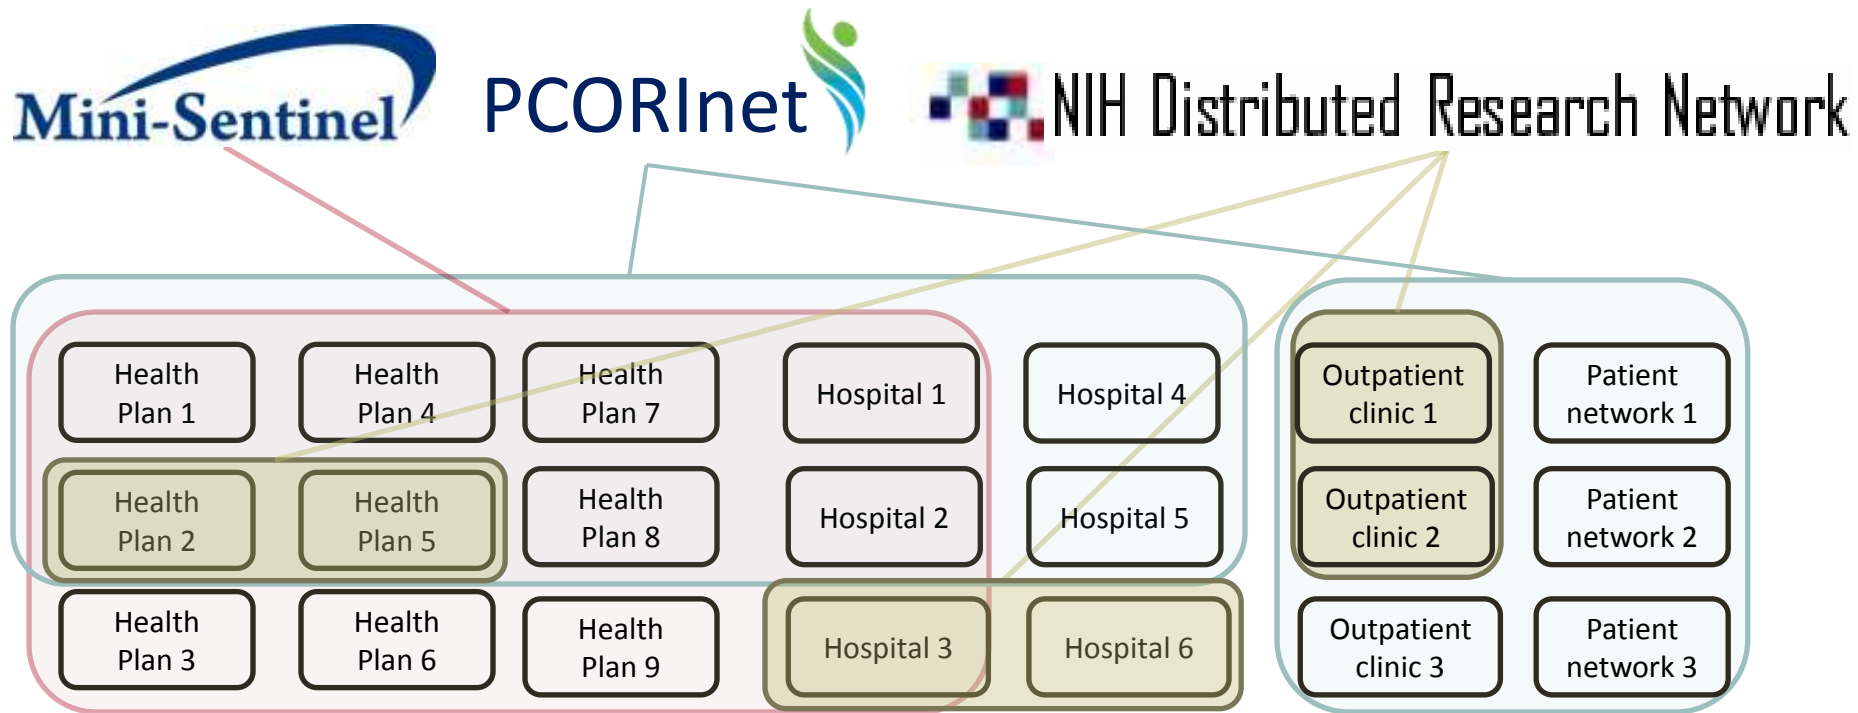 Mini-Sentinel
PCORInet
NIH Distributed Research Network
Health
Plan 1
Health
Plan 4
Health
Plan 7
Hospital 1
Hospital 4
Outpatient
clinic 1
Patient
network 1
Health
Plan 2
Health
Plan 5
Health
Plan 8
Hospital 2
Hospital 5
Outpatient
clinic 2
Patient
network 2
Health
Plan 3
Health
Plan 6
Health
Plan 9
Hospital 3
Hospital 6
Outpatient
clinic 3
Patient
network 3